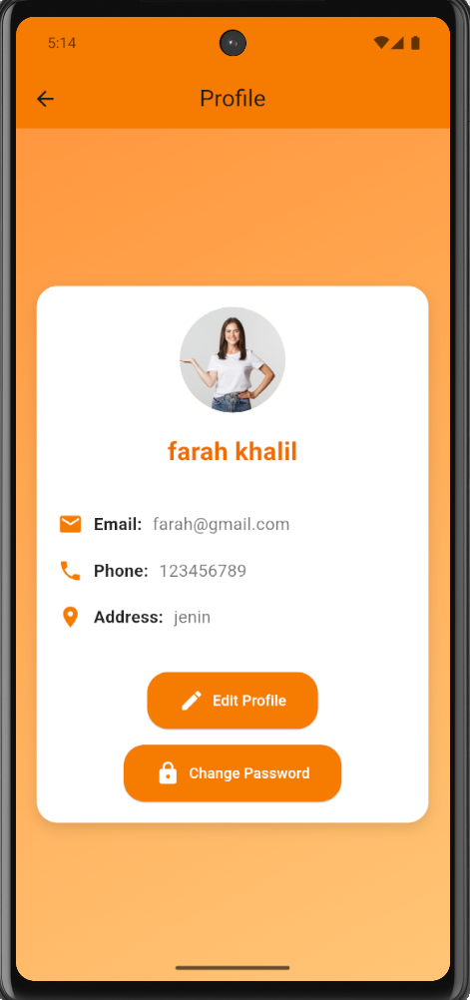 5:14
Profile
farah khalil
Email: farah@gmail.com
Phone: 123456789
Address: jenin
Edit Profile
Change Password